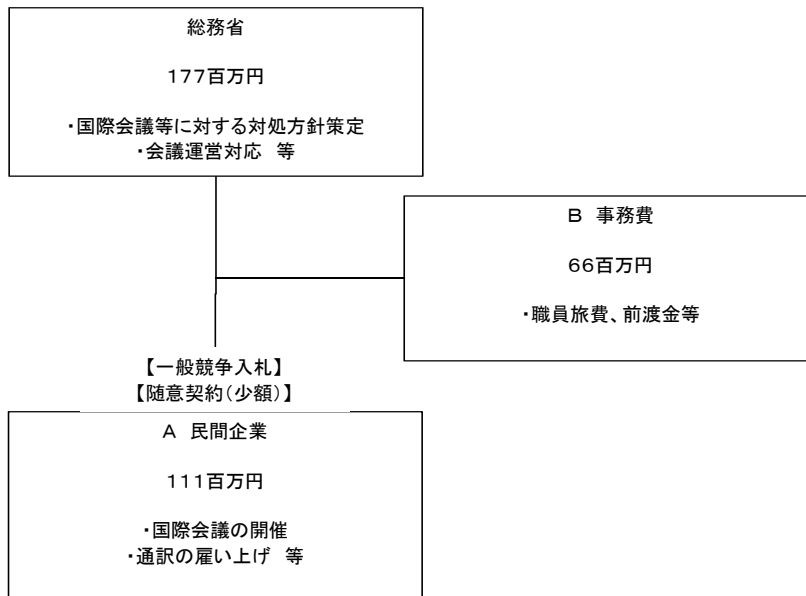 総務省
177百万円
・国際会議等に対する対処方針策定
・会議運営対応　等
B　事務費
66百万円
・職員旅費、前渡金等
【一般競争入札】
【随意契約（少額）】
A　民間企業
111百万円
・国際会議の開催
・通訳の雇い上げ　等